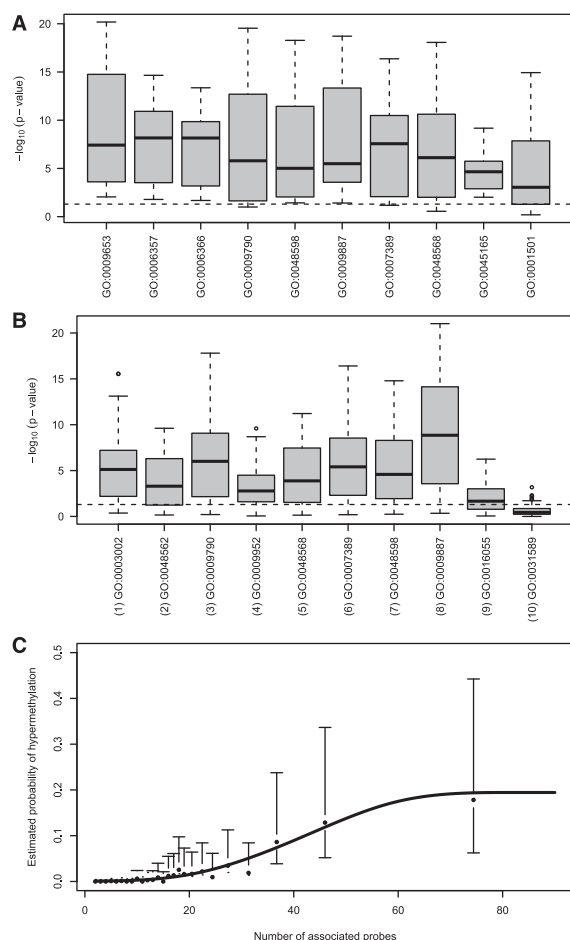 A
−log10 (p−value)
20
15
10
5
0
GO:0009653
GO:0006357
GO:0006366
GO:0009790
GO:0048598
GO:0009887
GO:0007389
GO:0048568
GO:0045165
GO:0001501
B
−log10 (p−value)
20
15
10
5
0
(1) GO:0003002
(2) GO:0048562
(3) GO:0009790
(4) GO:0009952
(5) GO:0048568
(6) GO:0007389
(7) GO:0048598
(8) GO:0009887
(9) GO:0016055
(10) GO:0031589
C
Estimated probability of hypermethylation
0.5
0.4
0.3
0.2
0.1
0.0
0
20
40
60
80
Number of associated probes